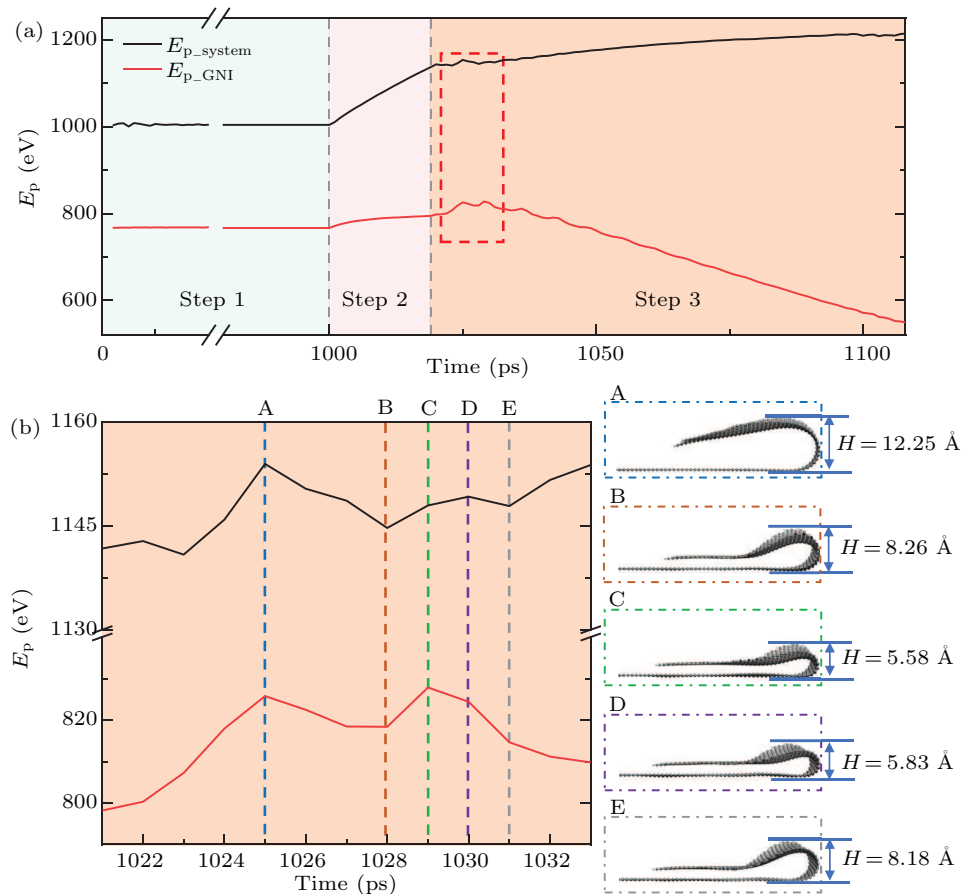 (a)
E_p_system
E_p_GNI
1200
1000
800
600
E_p (eV)
Step 1
Step 2
Step 3
0
1000
1050
1100
Time (ps)
(b)
A
B
C
D
E
1160
1145
1130
820
800
E_p (eV)
1022
1024
1026
1028
1030
1032
Time (ps)
A
H = 12.25 Å
B
H = 8.26 Å
C
H = 5.58 Å
D
H = 5.83 Å
E
H = 8.18 Å